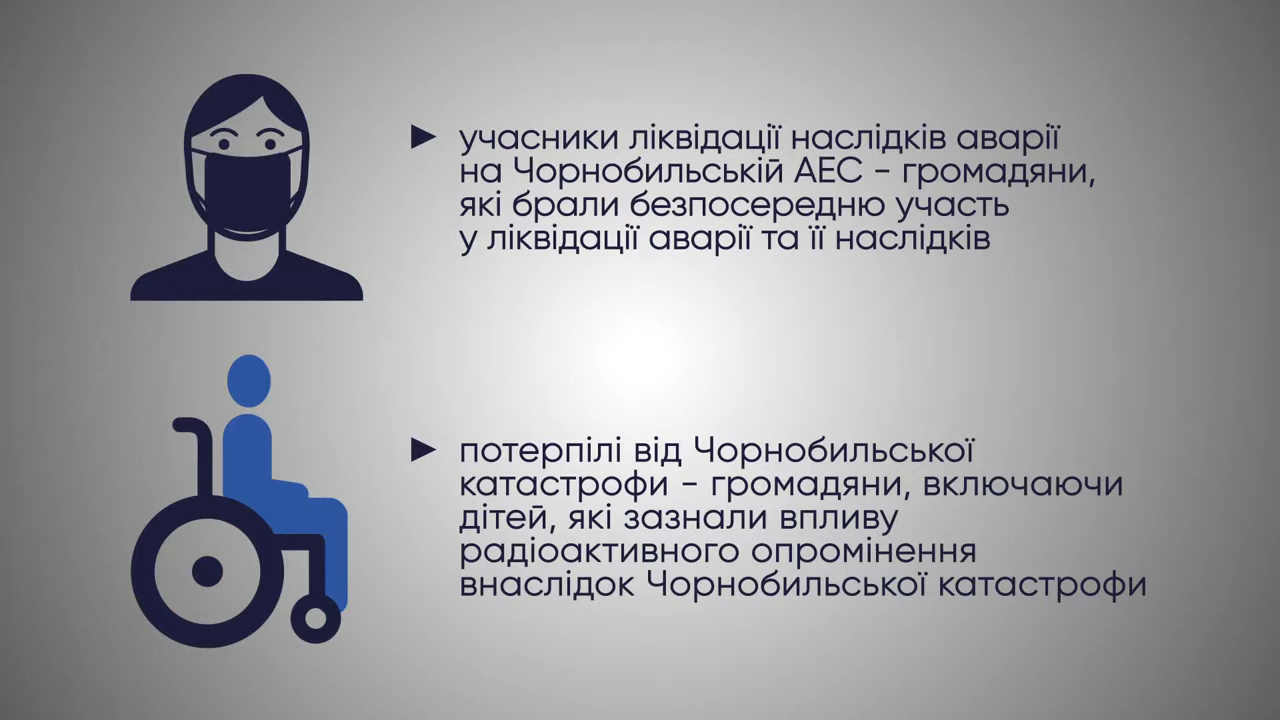 учасники ліквідації наслідків аварії
на Чорнобильській АЕС - громадяни,
які брали безпосередню участь
у ліквідації аварії та її наслідків
потерпілі від Чорнобильської
катастрофи - громадяни, включаючи
дітей, які зазнали впливу
радіоактивного опромінення
внаслідок Чорнобильської катастрофи